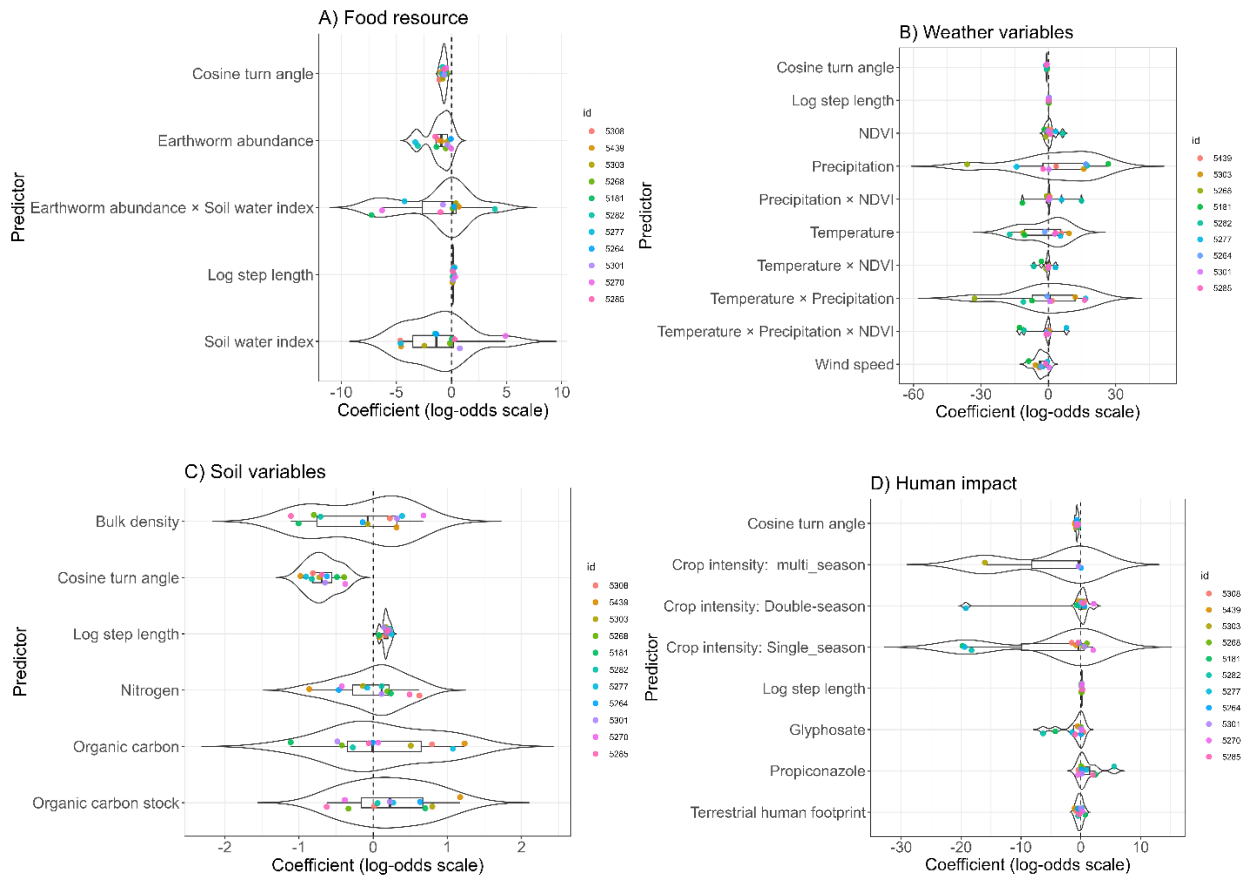 A) Food resource
Cosine turn angle
Earthworm abundance
Earthworm abundance × Soil water index
Log step length
Soil water index
Predictor
-10 -5 0 5 10
Coefficient (log-odds scale)
id
5308
5439
5303
5268
5181
5282
5277
5264
5301
5270
5285
B) Weather variables
Cosine turn angle
Log step length
NDVI
Precipitation
Precipitation × NDVI
Temperature
Temperature × NDVI
Temperature × Precipitation
Temperature × Precipitation × NDVI
Wind speed
Predictor
-60 -30 0 30
Coefficient (log-odds scale)
id
5439
5303
5268
5181
5282
5277
5264
5301
5285
C) Soil variables
Bulk density
Cosine turn angle
Log step length
Nitrogen
Organic carbon
Organic carbon stock
Predictor
-2 -1 0 1 2
Coefficient (log-odds scale)
id
5308
5439
5303
5268
5181
5282
5277
5264
5301
5270
5285
D) Human impact
Cosine turn angle
Crop intensity: multi_season
Crop intensity: Double-season
Crop intensity: Single_season
Log step length
Glyphosate
Propiconazole
Terrestrial human footprint
Predictor
-30 -20 -10 0 10
Coefficient (log-odds scale)
id
5308
5439
5303
5268
5181
5282
5277
5264
5301
5270
5285